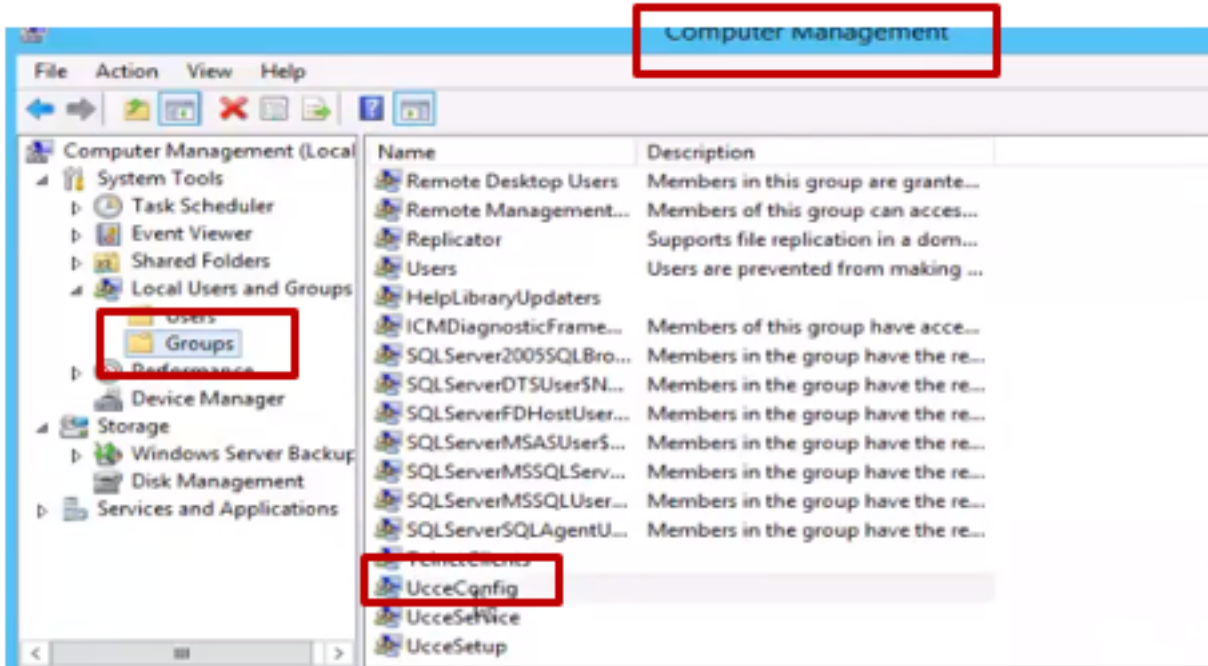 Computer Management
File Action View Help
Computer Management (Local
System Tools
Task Scheduler
Event Viewer
Shared Folders
Local Users and Groups
Users
Groups
Performance
Device Manager
Storage
Windows Server Backup
Disk Management
Services and Applications
Name Description
Remote Desktop Users Members in this group are grante...
Remote Management... Members of this group can acces...
Replicator Supports file replication in a dom...
Users Users are prevented from making ...
HelpLibraryUpdaters
ICMDiagnosticFrame... Members of this group have acce...
SQLServer2005SQLBro... Members in the group have the re...
SQLServerDTSUser$N... Members in the group have the re...
SQLServerFDHostUser... Members in the group have the re...
SQLServerMSASUser$... Members in the group have the re...
SQLServerMSSQLServ... Members in the group have the re...
SQLServerMSSQLUser... Members in the group have the re...
SQLServerSQLAgentU... Members in the group have the re...
TelnetClients
UcceConfig
UcceService
UcceSetup